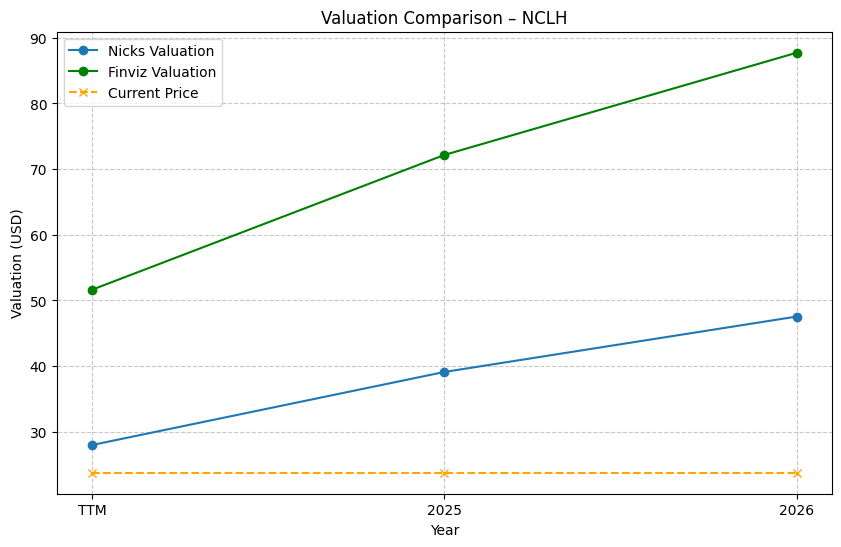 Valuation Comparison – NCLH
Nicks Valuation
Finviz Valuation
Current Price
Valuation (USD)
90
80
70
60
50
40
30
TTM
2025
2026
Year